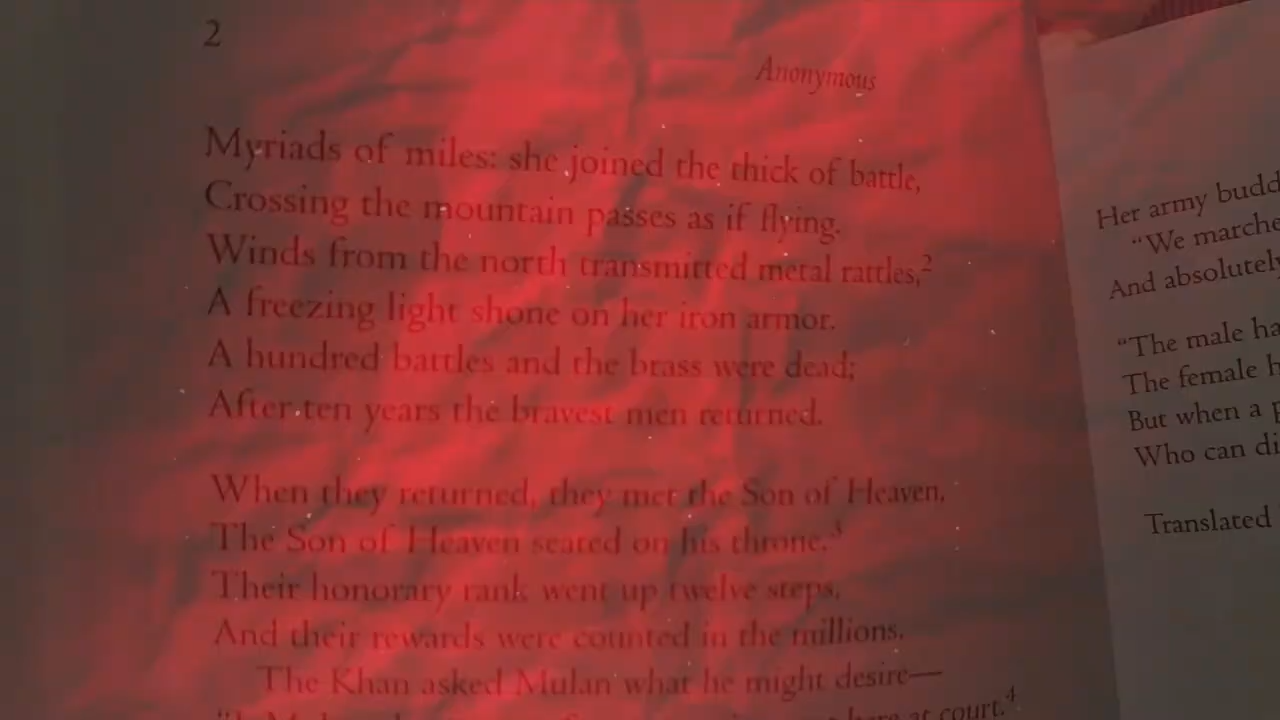 2
Anonymous
Myriads of miles: she joined the thick of battle,
Crossing the mountain passes as if flying.
Winds from the north transmitted metal rattles,2
A freezing light shone on her iron armor.
A hundred battles and the brass were dead;
After ten years the bravest men returned.
When they returned, they met the Son of Heaven,
The Son of Heaven seated on his throne.3
Their honorary rank went up twelve steps,
And their rewards were counted in the millions.
The Khan asked Mulan what he might desire—
here at court.4
Her army budd
"We marche
And absolutely
"The male ha
The female h
But when a p
Who can di
Translated